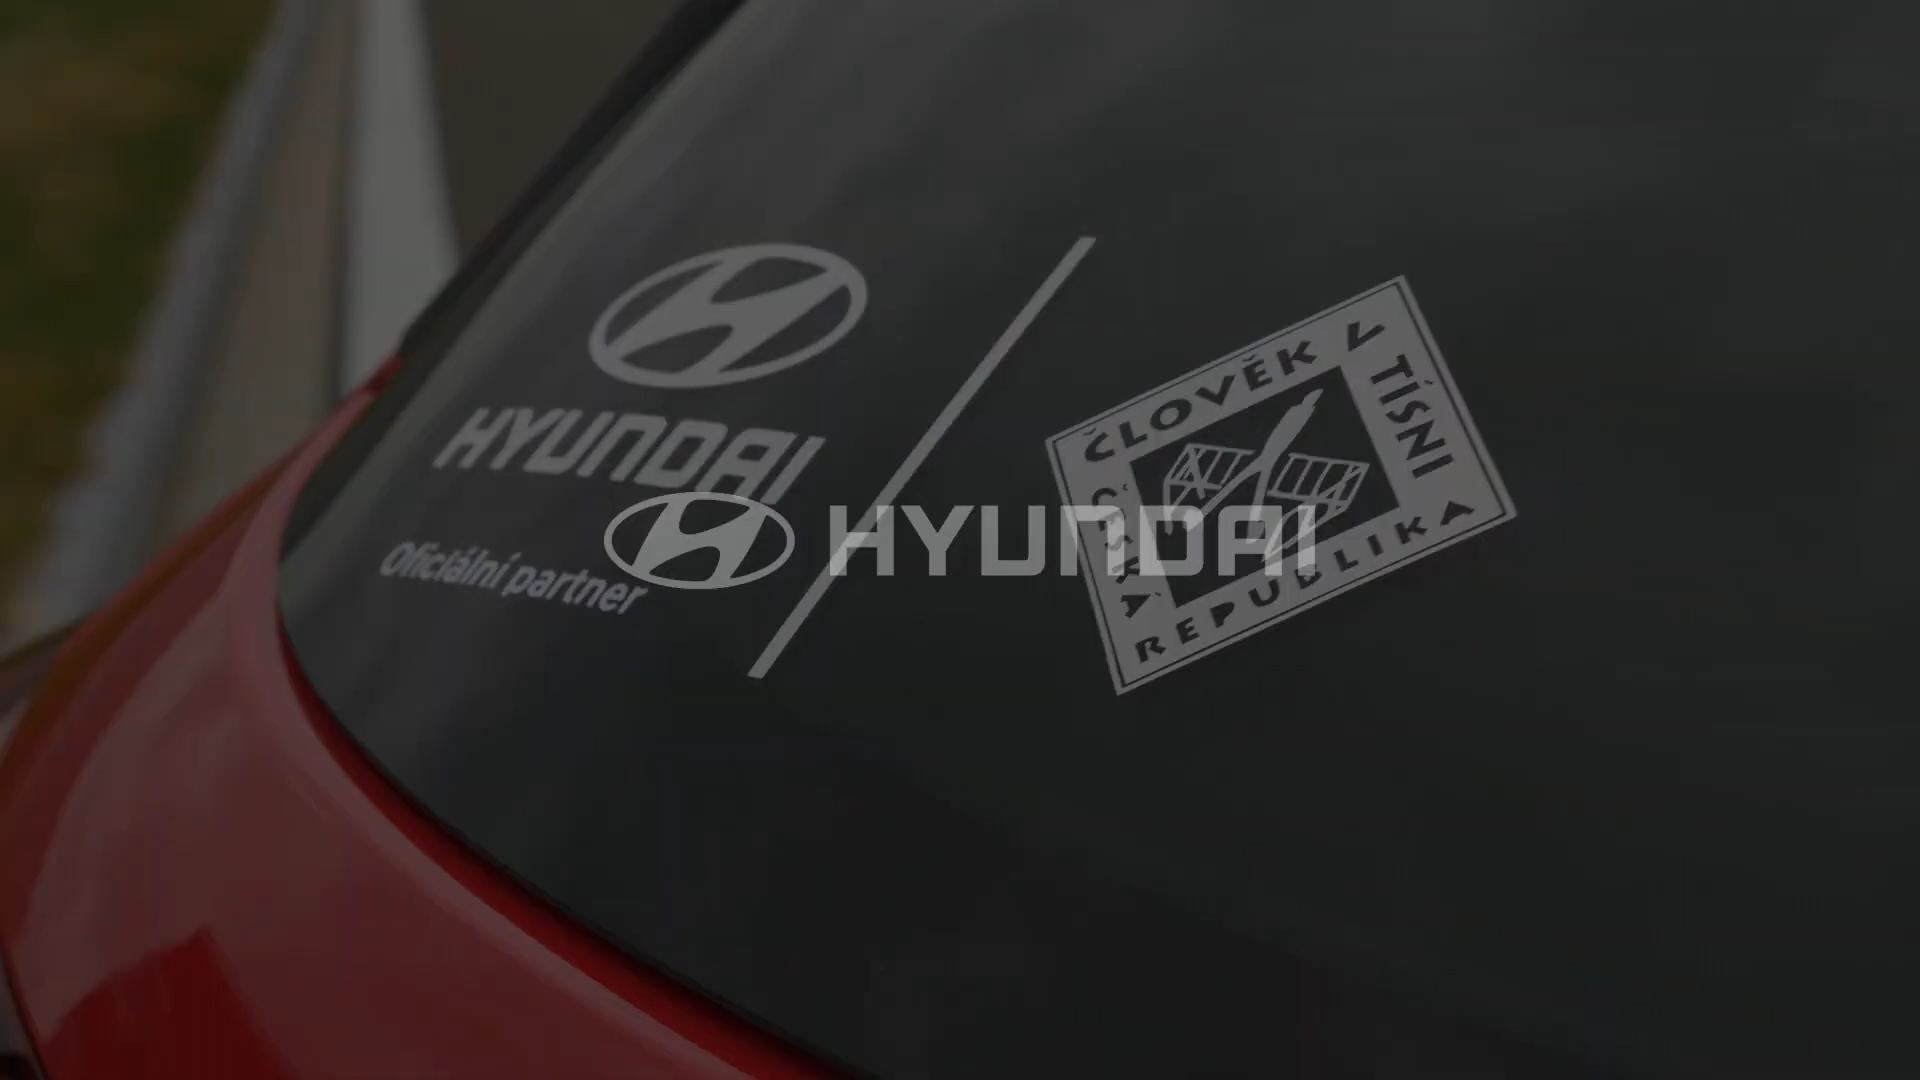 HYUNDAI
Oficiální partner
ČLOVĚK V TÍSNI
ČESKÁ REPUBLIKA
HYUNDAI